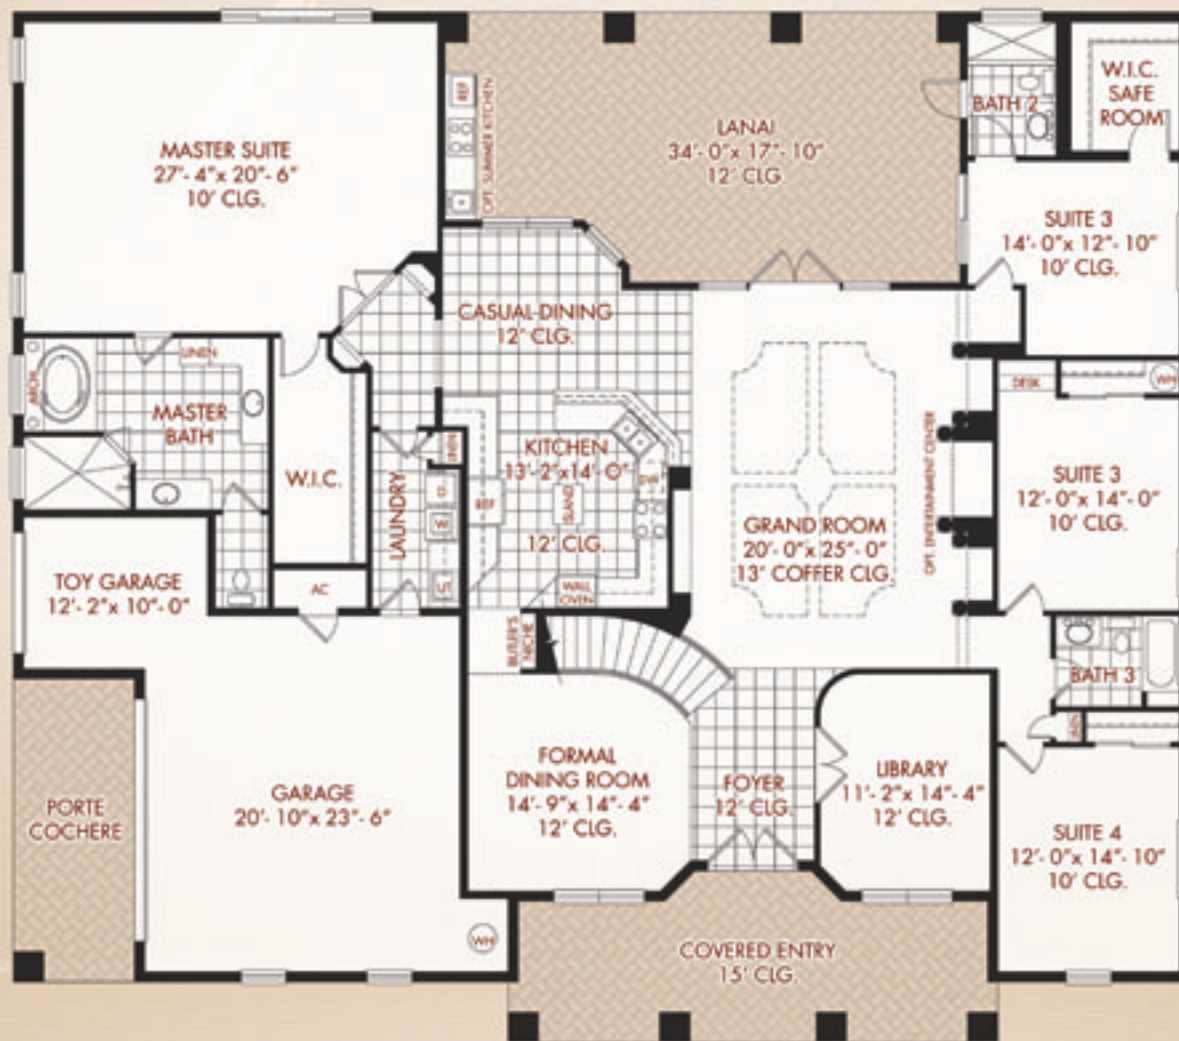 MASTER SUITE
27'- 4"x 20"- 6"
10' CLG.
REF
OPT. SUMMER KITCHEN
LANAI
34'- 0"x 17"- 10"
12' CLG
BATH 2
W.I.C.
SAFE
ROOM
SUITE 3
14'- 0"x 12"- 10"
10' CLG.
CASUAL DINING
12' CLG.
LINEN
ARCH
MASTER
BATH
W.I.C.
LAUNDRY
LINEN
D
W
UT
KITCHEN
13'- 2"x14'- 0"
REF
ISLAND
DW
12' CLG.
WALL
OVEN
GRAND ROOM
20'- 0"x 25"- 0"
13" COFFER CLG.
OPT. ENTERTAINMENT CENTER
DESK
WH
SUITE 3
12'- 0"x 14"- 0"
10' CLG.
TOY GARAGE
12'- 2"x 10"- 0"
AC
BUTLER'S
NICHE
BATH 3
LINEN
PORTE
COCHERE
GARAGE
20'- 10"x 23"- 6"
WH
FORMAL
DINING ROOM
14'- 9"x 14"- 4"
12' CLG.
FOYER
12' CLG.
LIBRARY
11'- 2"x 14"- 4"
12' CLG.
SUITE 4
12'- 0"x 14"- 10"
10' CLG.
COVERED ENTRY
15' CLG.